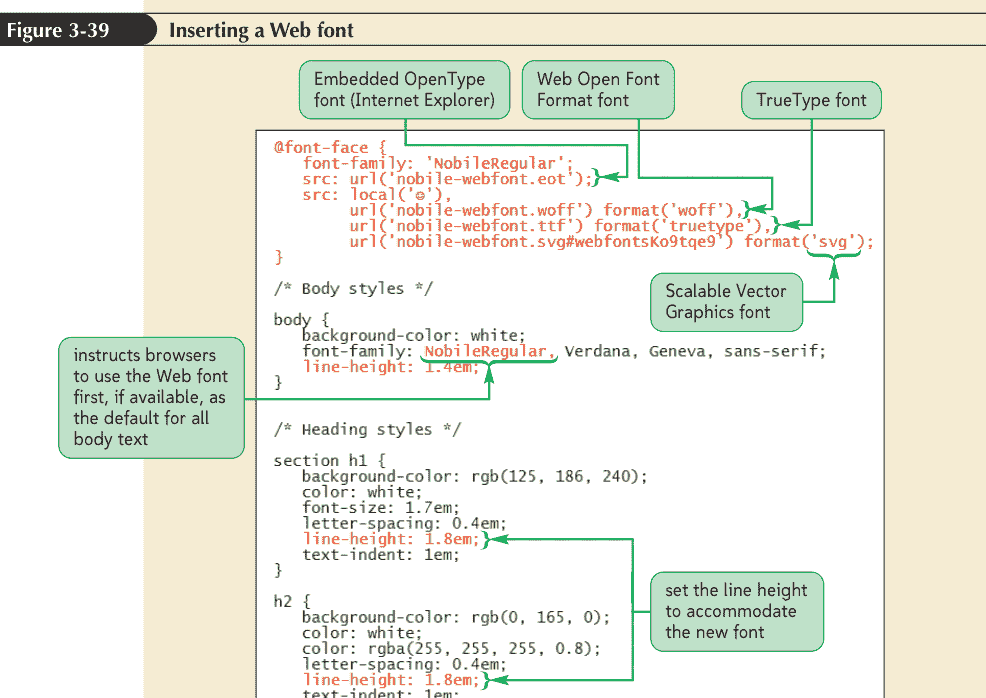 Figure 3-39 Inserting a Web font
Embedded OpenType
font (Internet Explorer)
Web Open Font
Format font
TrueType font
@font-face {
font-family: 'NobileRegular';
src: url('nobile-webfont.eot');
src: local('☺'),
url('nobile-webfont.woff') format('woff'),
url('nobile-webfont.ttf') format('truetype'),
url('nobile-webfont.svg#webfontsKo9tqe9') format('svg');
}
Scalable Vector
Graphics font
/* Body styles */
body {
background-color: white;
font-family: NobileRegular, Verdana, Geneva, sans-serif;
line-height: 1.4em;
}
instructs browsers
to use the Web font
first, if available, as
the default for all
body text
/* Heading styles */
section h1 {
background-color: rgb(125, 186, 240);
color: white;
font-size: 1.7em;
letter-spacing: 0.4em;
line-height: 1.8em;
text-indent: 1em;
}
set the line height
to accommodate
the new font
h2 {
background-color: rgb(0, 165, 0);
color: white;
color: rgba(255, 255, 255, 0.8);
letter-spacing: 0.4em;
line-height: 1.8em;
text-indent: 1em;